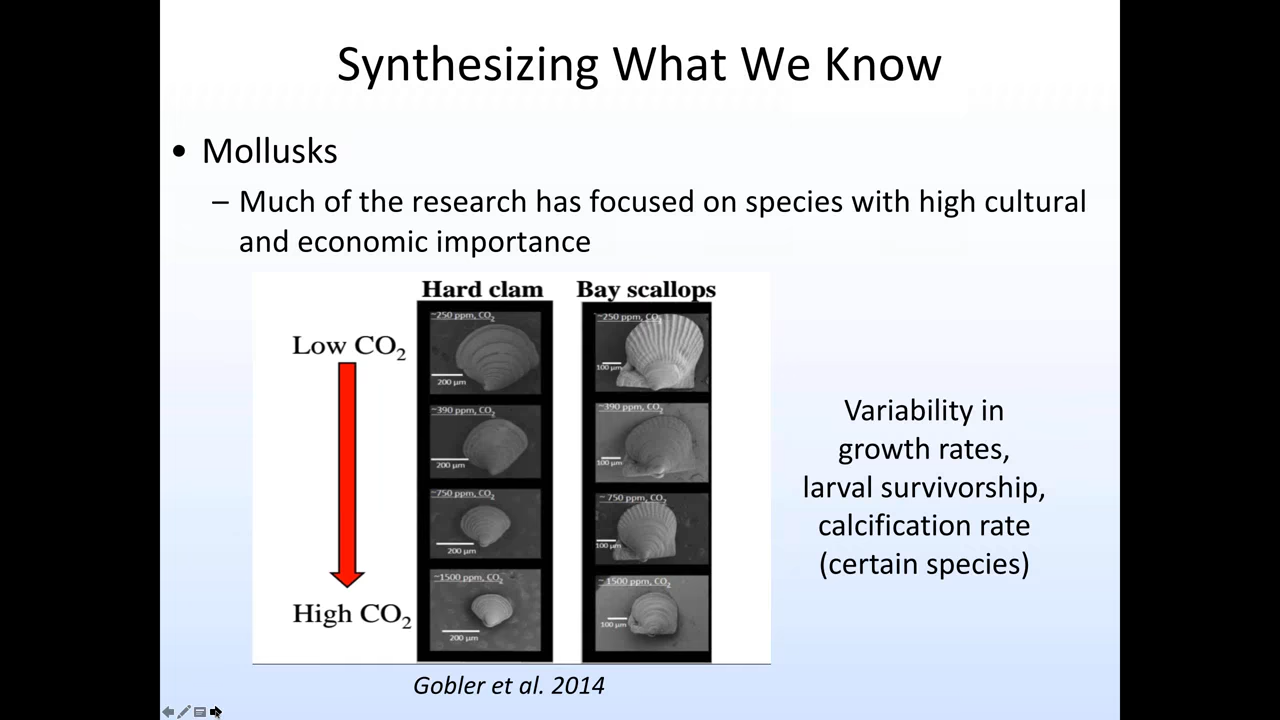 Synthesizing What We Know
• Mollusks
– Much of the research has focused on species with high cultural
and economic importance
Hard clam
Bay scallops
Low CO2
High CO2
~250 ppm, CO2
200 µm
~390 ppm, CO2
200 µm
~750 ppm, CO2
200 µm
~1500 ppm, CO2
200 µm
~250 ppm, CO2
100 µm
~390 ppm, CO2
100 µm
~ 750 ppm, CO2
100 µm
~ 1500 ppm, CO2
100 µm
Variability in
growth rates,
larval survivorship,
calcification rate
(certain species)
Gobler et al. 2014